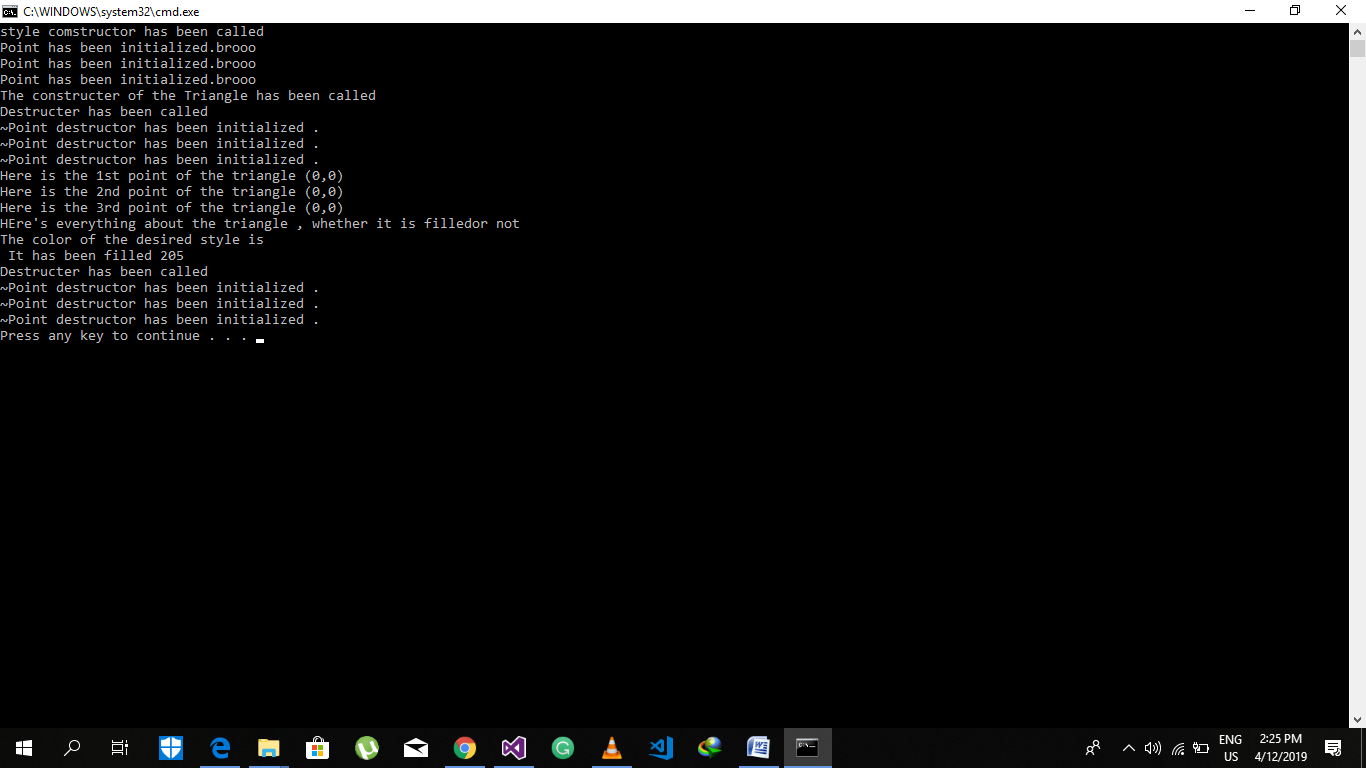 C:\WINDOWS\system32\cmd.exe
style comstructor has been called
Point has been initialized.brooo
Point has been initialized.brooo
Point has been initialized.brooo
The constructer of the Triangle has been called
Destructer has been called
~Point destructor has been initialized .
~Point destructor has been initialized .
~Point destructor has been initialized .
Here is the 1st point of the triangle (0,0)
Here is the 2nd point of the triangle (0,0)
Here is the 3rd point of the triangle (0,0)
HEre's everything about the triangle , whether it is filledor not
The color of the desired style is
 It has been filled 205
Destructer has been called
~Point destructor has been initialized .
~Point destructor has been initialized .
~Point destructor has been initialized .
Press any key to continue . . .
ENG
US
2:25 PM
4/12/2019